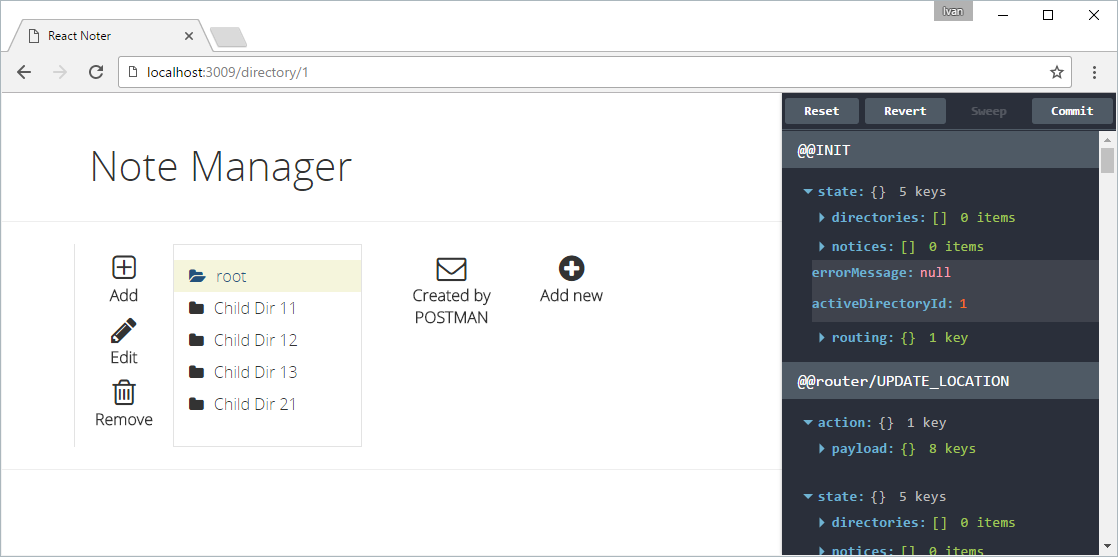 Ivan
React Noter
localhost:3009/directory/1
Note Manager
Add
Edit
Remove
root
Child Dir 11
Child Dir 12
Child Dir 13
Child Dir 21
Created by
POSTMAN
Add new
Reset Revert Sweep Commit
@@INIT
state: {} 5 keys
directories: [] 0 items
notices: [] 0 items
errorMessage: null
activeDirectoryId: 1
routing: {} 1 key
@@router/UPDATE_LOCATION
action: {} 1 key
payload: {} 8 keys
state: {} 5 keys
directories: [] 0 items
notices: [] 0 items